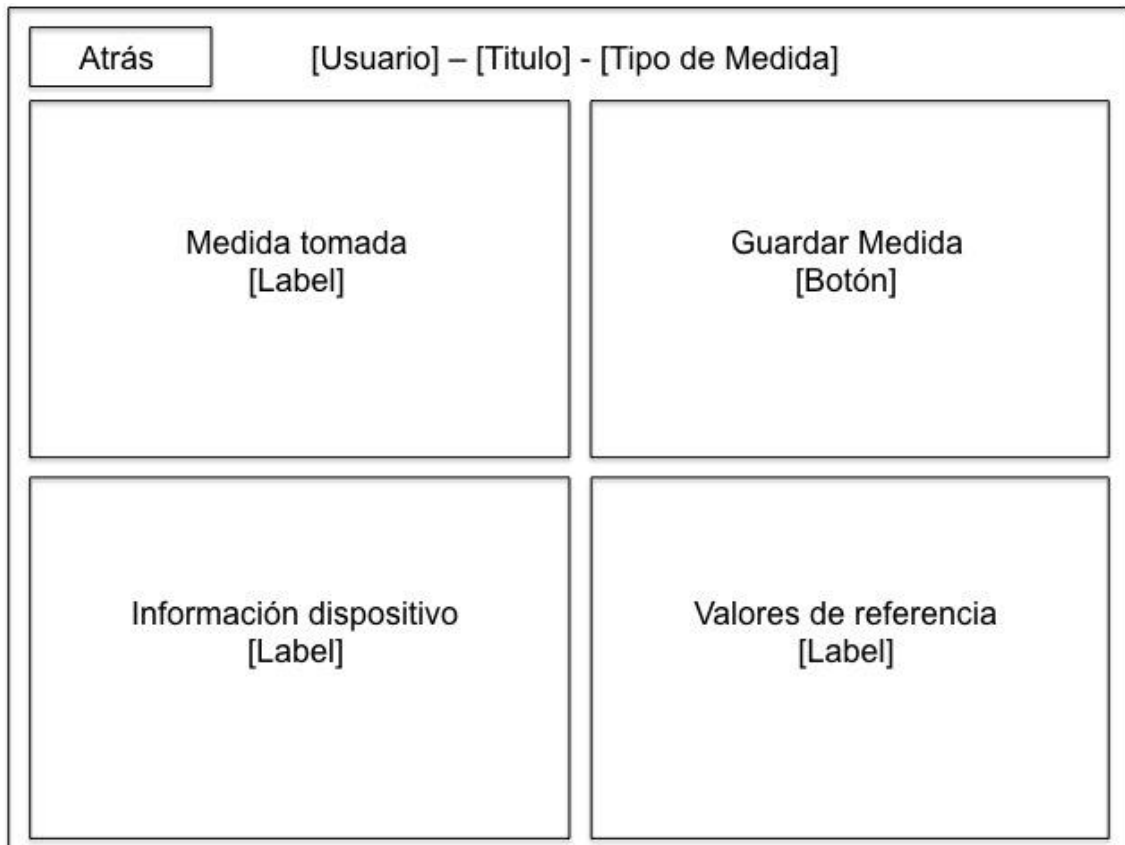 Atrás
[Usuario] – [Titulo] - [Tipo de Medida]
Medida tomada
[Label]
Guardar Medida
[Botón]
Información dispositivo
[Label]
Valores de referencia
[Label]